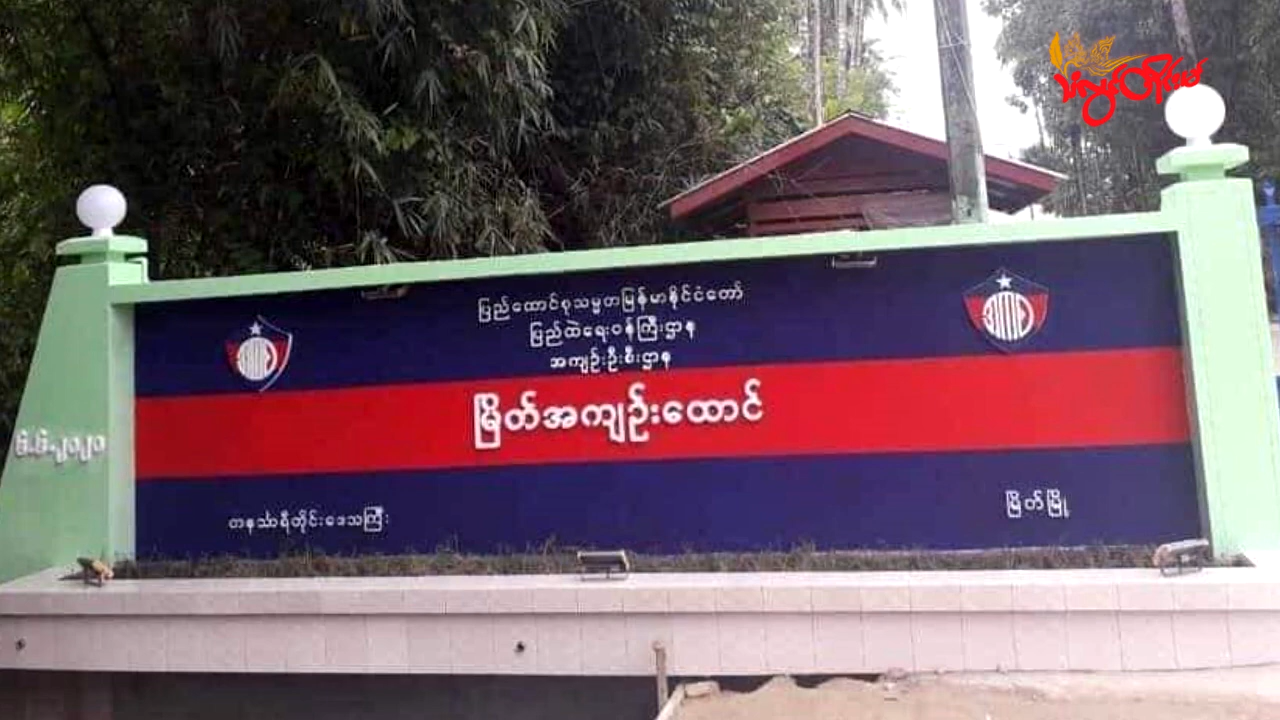 ပြည်ထောင်စုသမ္မတမြန်မာနိုင်ငံတော်
ပြည်ထဲရေးဝန်ကြီးဌာန
အကျဉ်းဦးစီးဌာန
မြိတ်အကျဉ်းထောင်
တနင်္သာရီတိုင်းဒေသကြီး
မြိတ်မြို့